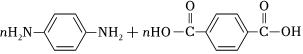 O O
nH₂N NH₂ + nHO—C C—OH